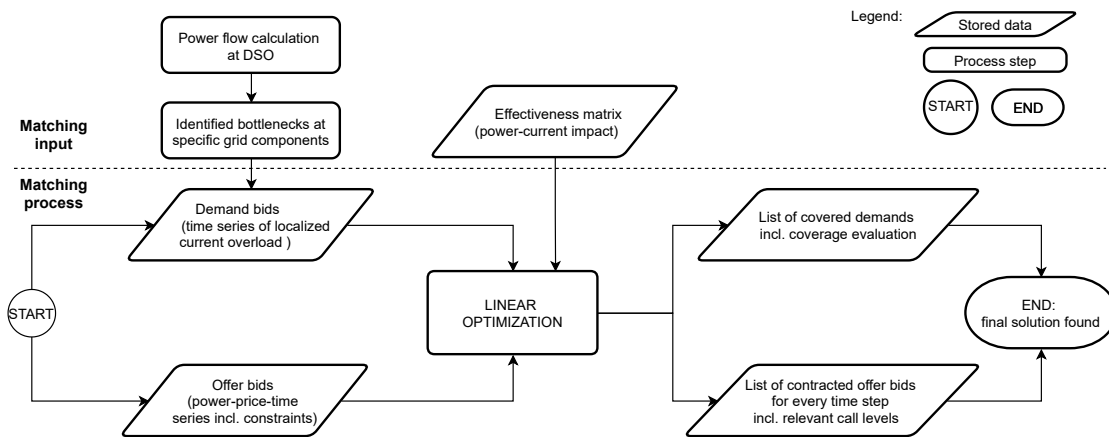 Power flow calculation
at DSO
Identified bottlenecks at
specific grid components
Effectiveness matrix
(power-current impact)
Legend:
Stored data
Process step
START
END
Matching
input
Matching
process
Demand bids
(time series of localized
current overload )
START
Offer bids
(power-price-time
series incl. constraints)
LINEAR
OPTIMIZATION
List of covered demands
incl. coverage evaluation
List of contracted offer bids
for every time step
incl. relevant call levels
END:
final solution found